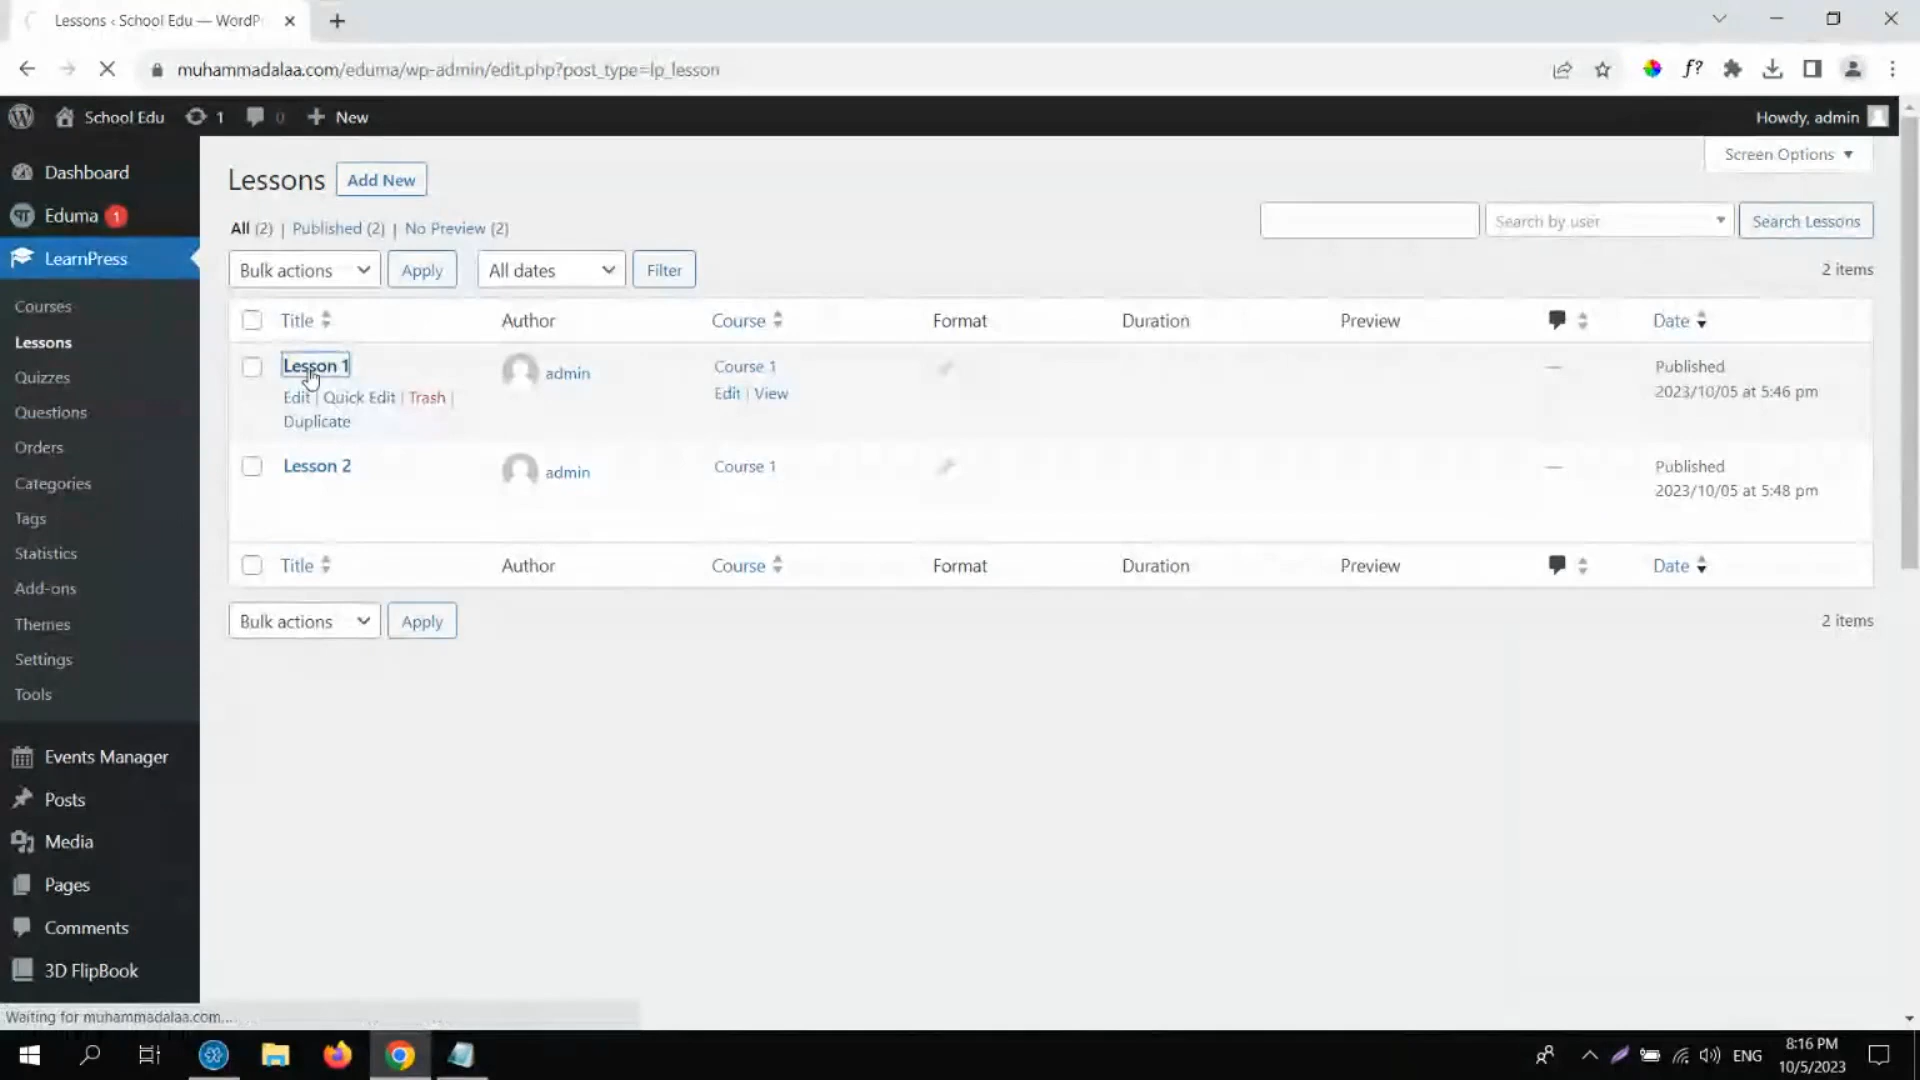 Lessons ‹ School Edu — WordP
muhammadalaa.com/eduma/wp-admin/edit.php?post_type=lp_lesson
School Edu 1 0 New Howdy, admin
Screen Options
Dashboard
Eduma 1
LearnPress
Courses
Lessons
Quizzes
Questions
Orders
Categories
Tags
Statistics
Add-ons
Themes
Settings
Tools
Events Manager
Posts
Media
Pages
Comments
3D FlipBook
Lessons Add New
All (2) | Published (2) | No Preview (2)
Search by user Search Lessons
Bulk actions Apply All dates Filter 2 items
Title Author Course Format Duration Preview Date
Lesson 1 admin Course 1 — Published
Edit | Quick Edit | Trash | Edit | View 2023/10/05 at 5:46 pm
Duplicate
Lesson 2 admin Course 1 — Published
2023/10/05 at 5:48 pm
Title Author Course Format Duration Preview Date
Bulk actions Apply 2 items
Waiting for muhammadalaa.com...
ENG 8:16 PM
10/5/2023